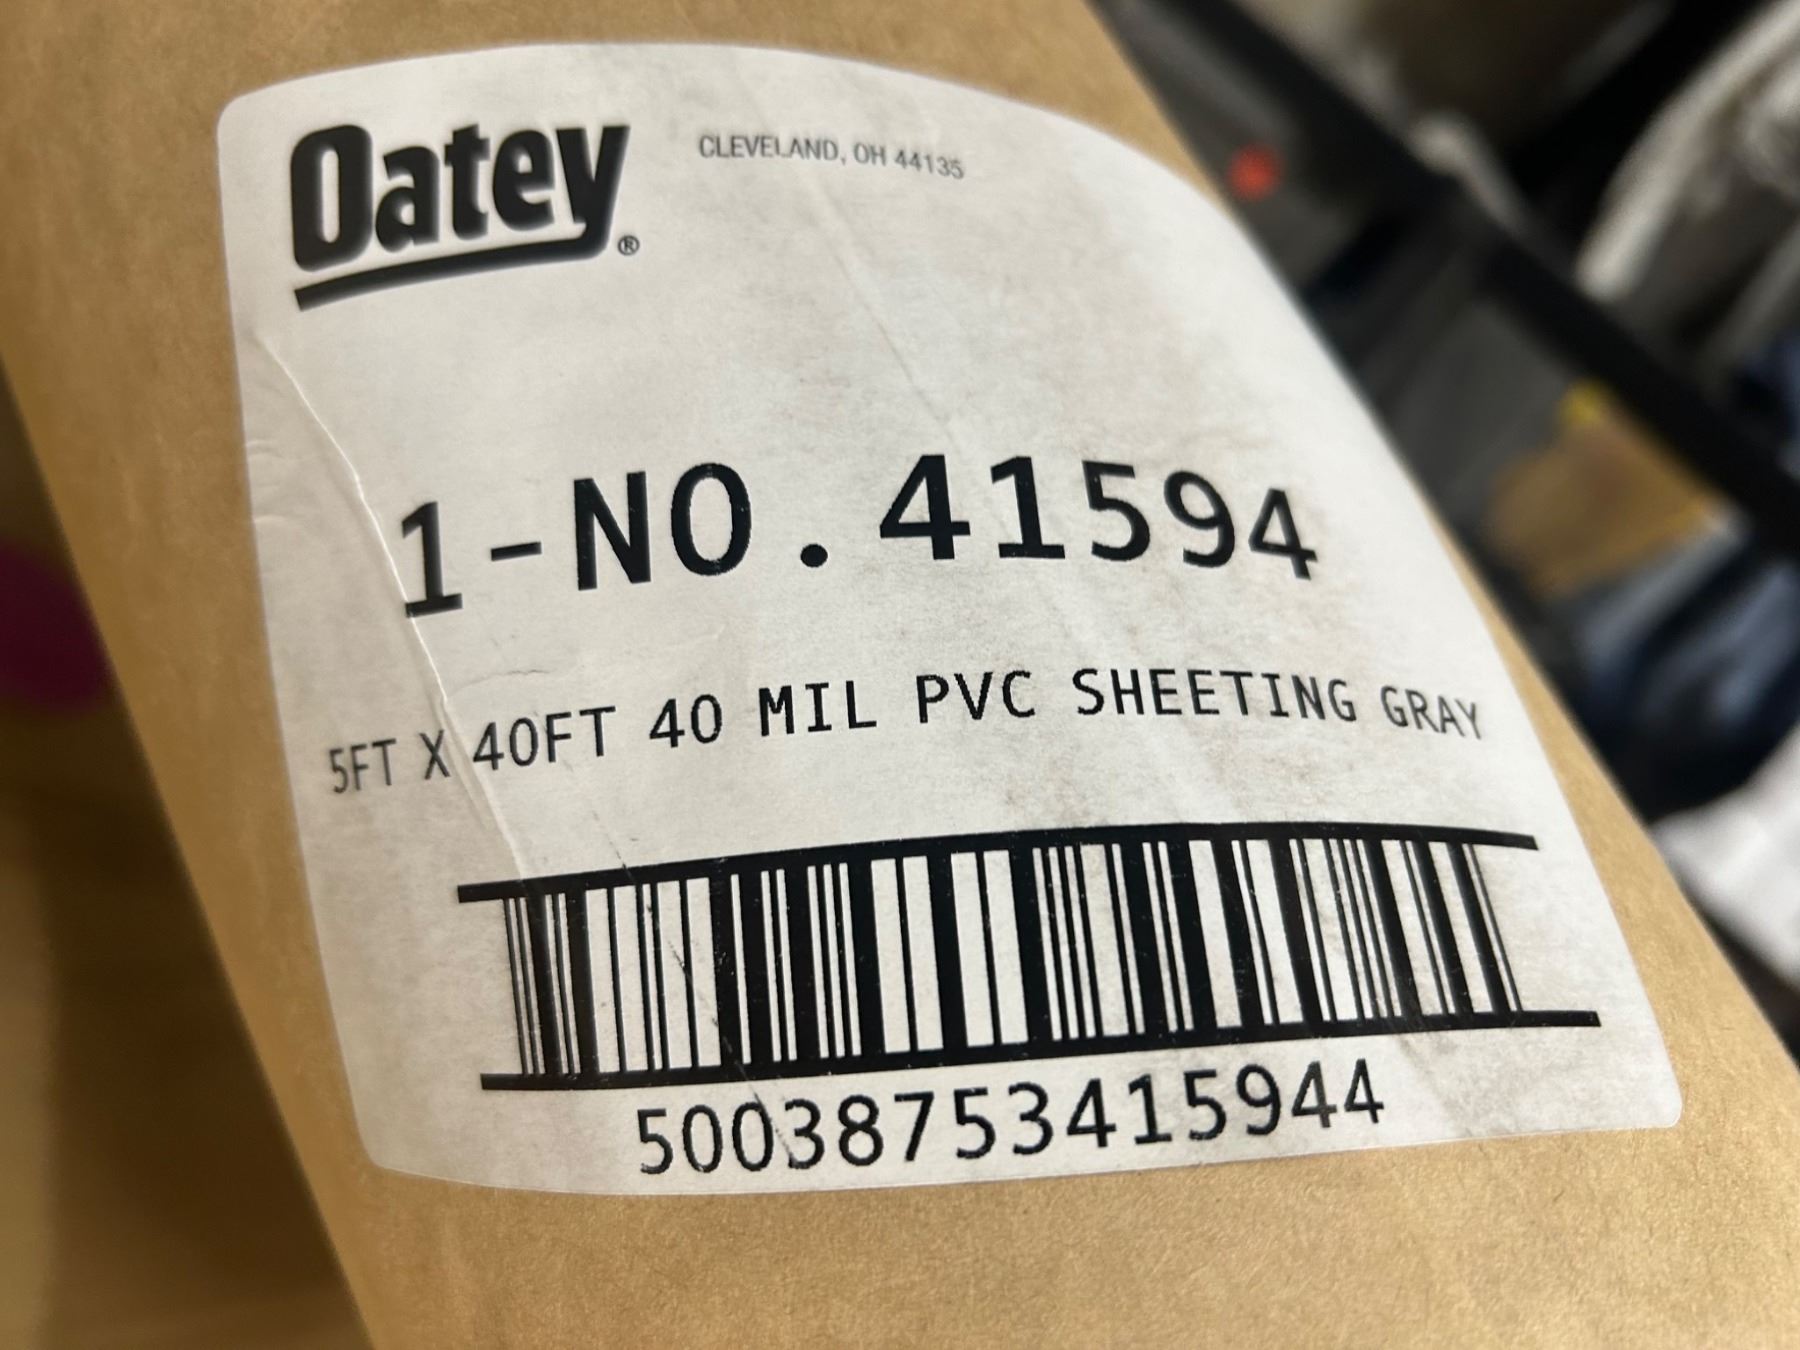 Oatey®
CLEVELAND, OH 44135
1-NO. 41594
5FT X 40FT 40 MIL PVC SHEETING GRAY
50038753415944